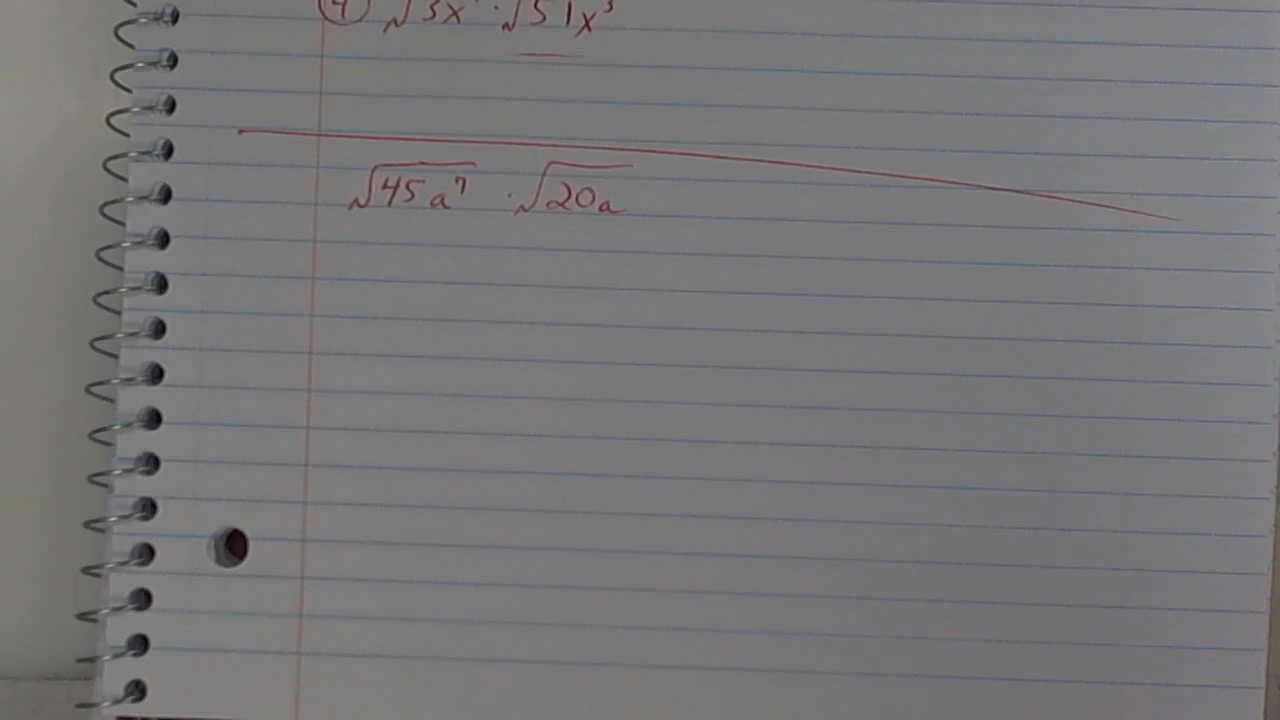 ④ √3x · √51x³
√45a⁷ · √20a